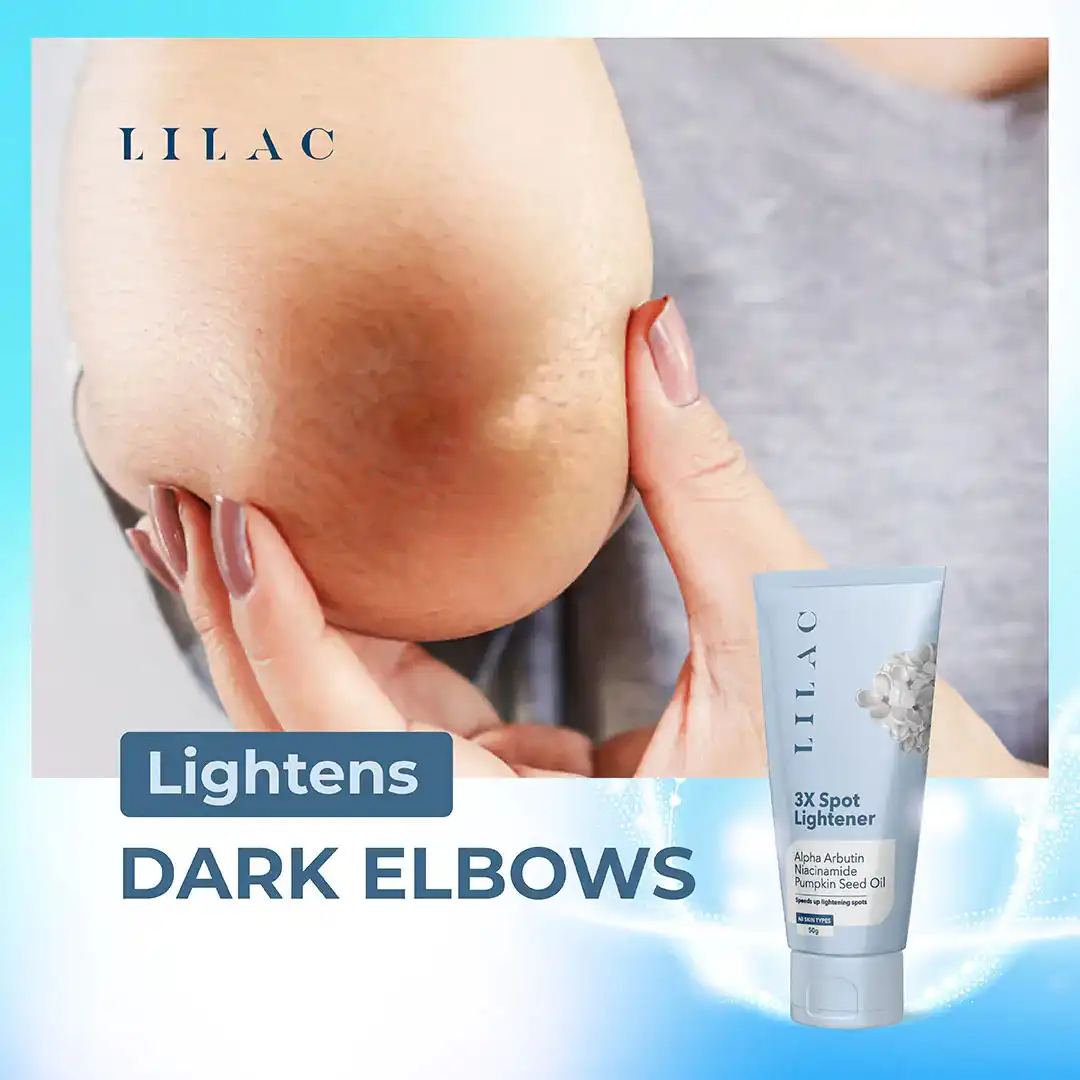 LILAC
Lightens
DARK ELBOWS
LILAC
3X Spot
Lightener
Alpha Arbutin
Niacinamide
Pumpkin Seed Oil
Speeds up lightening spots
All SKIN TYPES
50g